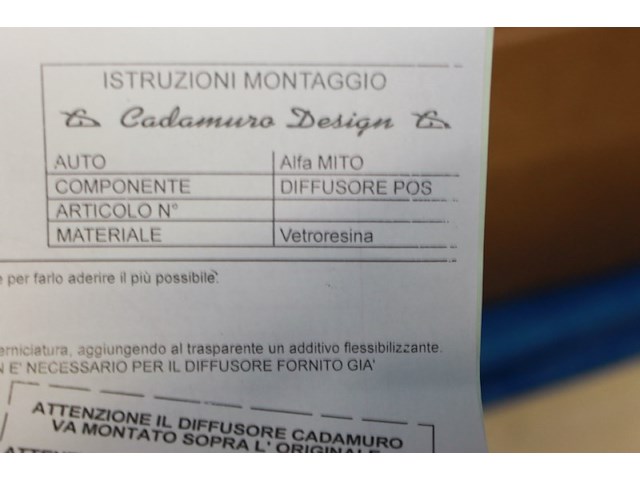 ISTRUZIONI MONTAGGIO
Cadamuro Design
AUTO Alfa MITO
COMPONENTE DIFFUSORE POS
ARTICOLO N°
MATERIALE Vetroresina
e per farlo aderire il più possibile:
erniciatura, aggiungendo al trasparente un additivo flessibilizzante.
N E' NECESSARIO PER IL DIFFUSORE FORNITO GIA'
ATTENZIONE IL DIFFUSORE CADAMURO
VA MONTATO SOPRA L' ORIGINALE